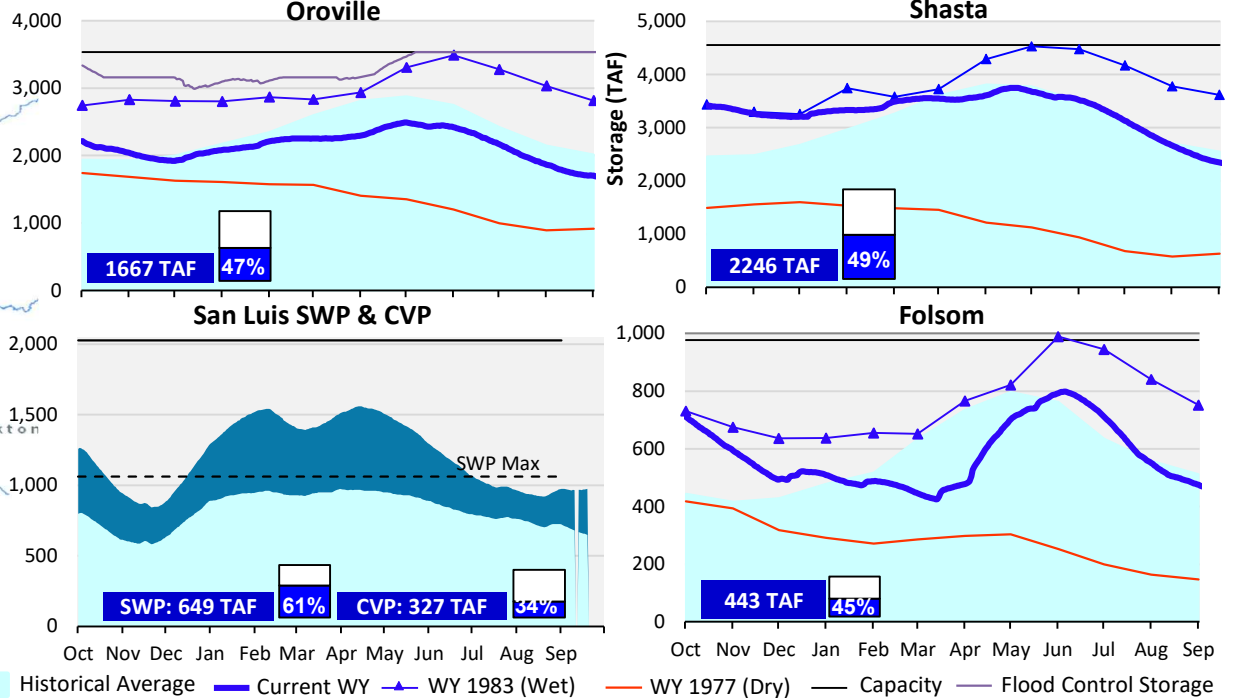 Oroville
4,000
3,000
2,000
1,000
0
1667 TAF
47%
Shasta
Storage (TAF)
5,000
4,000
3,000
2,000
1,000
0
2246 TAF
49%
San Luis SWP & CVP
2,000
1,500
1,000
500
0
SWP Max
SWP: 649 TAF
61%
CVP: 327 TAF
34%
Oct Nov Dec Jan Feb Mar Apr May Jun Jul Aug Sep
Folsom
1,000
800
600
400
200
0
443 TAF
45%
Oct Nov Dec Jan Feb Mar Apr May Jun Jul Aug Sep
kton
Historical Average Current WY WY 1983 (Wet) WY 1977 (Dry) Capacity Flood Control Storage